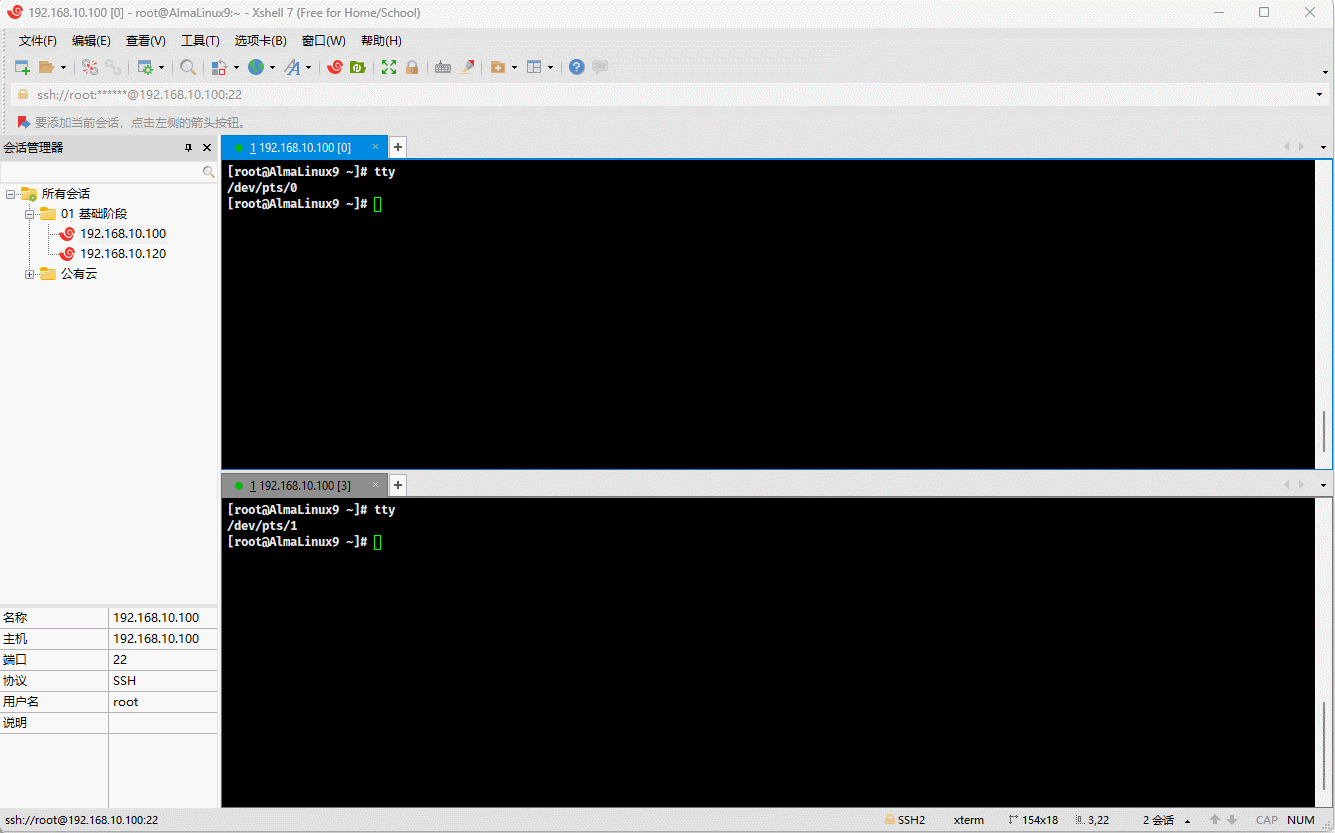 192.168.10.100 [0] - root@AlmaLinux9:~ - Xshell 7 (Free for Home/School)
文件(F) 编辑(E) 查看(V) 工具(T) 选项卡(B) 窗口(W) 帮助(H)
ssh://root:******@192.168.10.100:22
要添加当前会话，点击左侧的箭头按钮。
会话管理器
所有会话
01 基础阶段
192.168.10.100
192.168.10.120
公有云
名称 192.168.10.100
主机 192.168.10.100
端口 22
协议 SSH
用户名 root
说明
1 192.168.10.100 [0] × +
[root@AlmaLinux9 ~]# tty
/dev/pts/0
[root@AlmaLinux9 ~]#
1 192.168.10.100 [3] × +
[root@AlmaLinux9 ~]# tty
/dev/pts/1
[root@AlmaLinux9 ~]#
ssh://root@192.168.10.100:22 SSH2 xterm 154x18 3,22 2 会话 CAP NUM